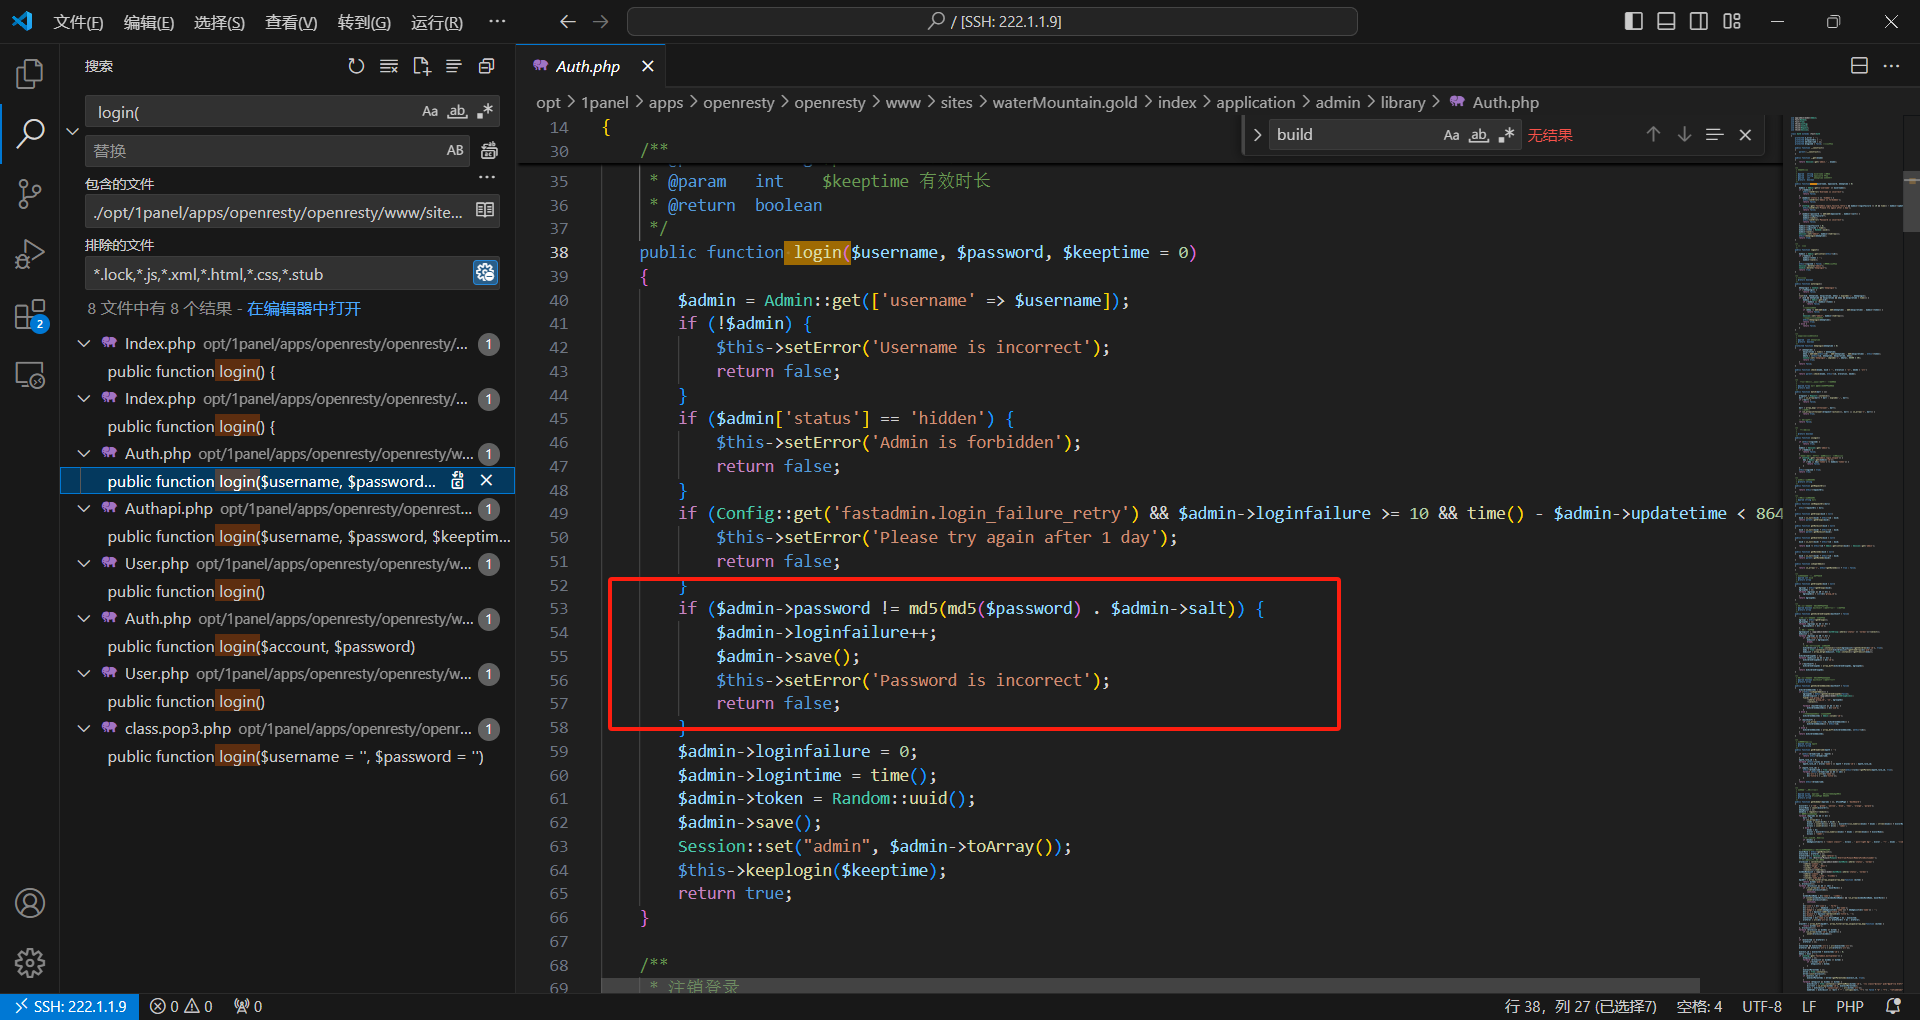 文件(F) 编辑(E) 选择(S) 查看(V) 转到(G) 运行(R) ··· / [SSH: 222.1.1.9]
搜索
login( Aa ab .*
替换 AB
包含的文件
./opt/1panel/apps/openresty/openresty/www/site...
排除的文件
*.lock,*.js,*.xml,*.html,*.css,*.stub
8 文件中有 8 个结果 - 在编辑器中打开
Index.php opt/1panel/apps/openresty/openresty/... 1
public function login() {
Index.php opt/1panel/apps/openresty/openresty/... 1
public function login() {
Auth.php opt/1panel/apps/openresty/openresty/w... 1
public function login($username, $password...
Authapi.php opt/1panel/apps/openresty/openrest... 1
public function login($username, $password, $keeptim...
User.php opt/1panel/apps/openresty/openresty/w... 1
public function login()
Auth.php opt/1panel/apps/openresty/openresty/w... 1
public function login($account, $password)
User.php opt/1panel/apps/openresty/openresty/w... 1
public function login()
class.pop3.php opt/1panel/apps/openresty/openr... 1
public function login($username = '', $password = '')
2
Auth.php
opt > 1panel > apps > openresty > openresty > www > sites > waterMountain.gold > index > application > admin > library > Auth.php
build Aa ab .* 无结果
14 {
30 /**
35 * @param int $keeptime 有效时长
36 * @return boolean
37 */
38 public function login($username, $password, $keeptime = 0)
39 {
40 $admin = Admin::get(['username' => $username]);
41 if (!$admin) {
42 $this->setError('Username is incorrect');
43 return false;
44 }
45 if ($admin['status'] == 'hidden') {
46 $this->setError('Admin is forbidden');
47 return false;
48 }
49 if (Config::get('fastadmin.login_failure_retry') && $admin->loginfailure >= 10 && time() - $admin->updatetime < 864
50 $this->setError('Please try again after 1 day');
51 return false;
52 }
53 if ($admin->password != md5(md5($password) . $admin->salt)) {
54 $admin->loginfailure++;
55 $admin->save();
56 $this->setError('Password is incorrect');
57 return false;
58 }
59 $admin->loginfailure = 0;
60 $admin->logintime = time();
61 $admin->token = Random::uuid();
62 $admin->save();
63 Session::set("admin", $admin->toArray());
64 $this->keeplogin($keeptime);
65 return true;
66 }
67
68 /**
69 * 注销登录
SSH: 222.1.1.9 0 0 0 行 38，列 27 (已选择7) 空格: 4 UTF-8 LF PHP